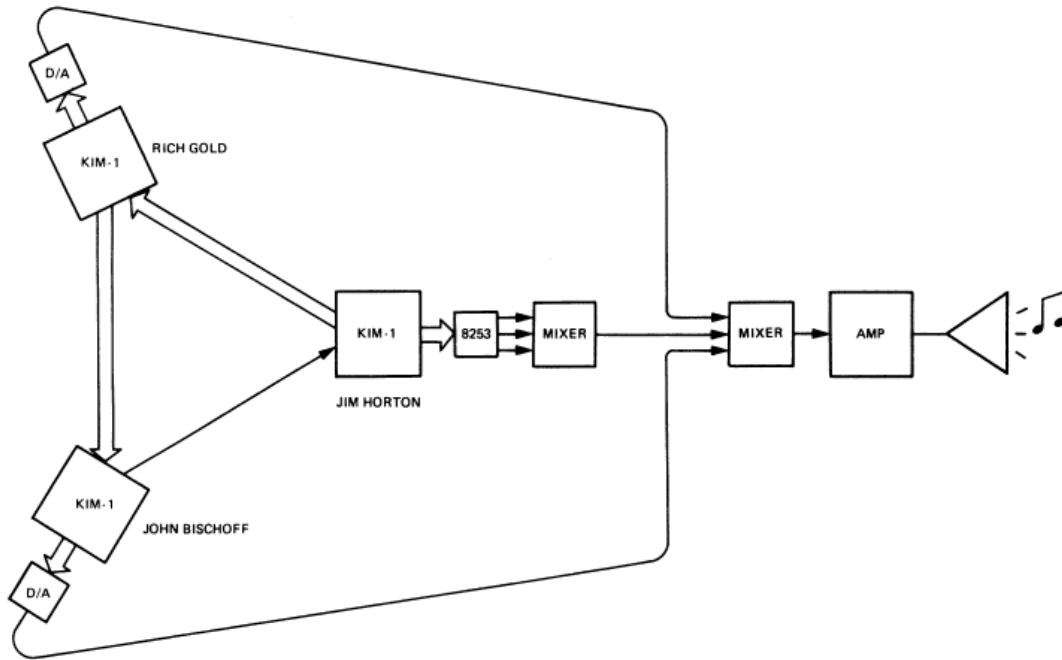 D/A
KIM-1
RICH GOLD
KIM-1
8253
MIXER
MIXER
AMP
JIM HORTON
KIM-1
JOHN BISCHOFF
D/A